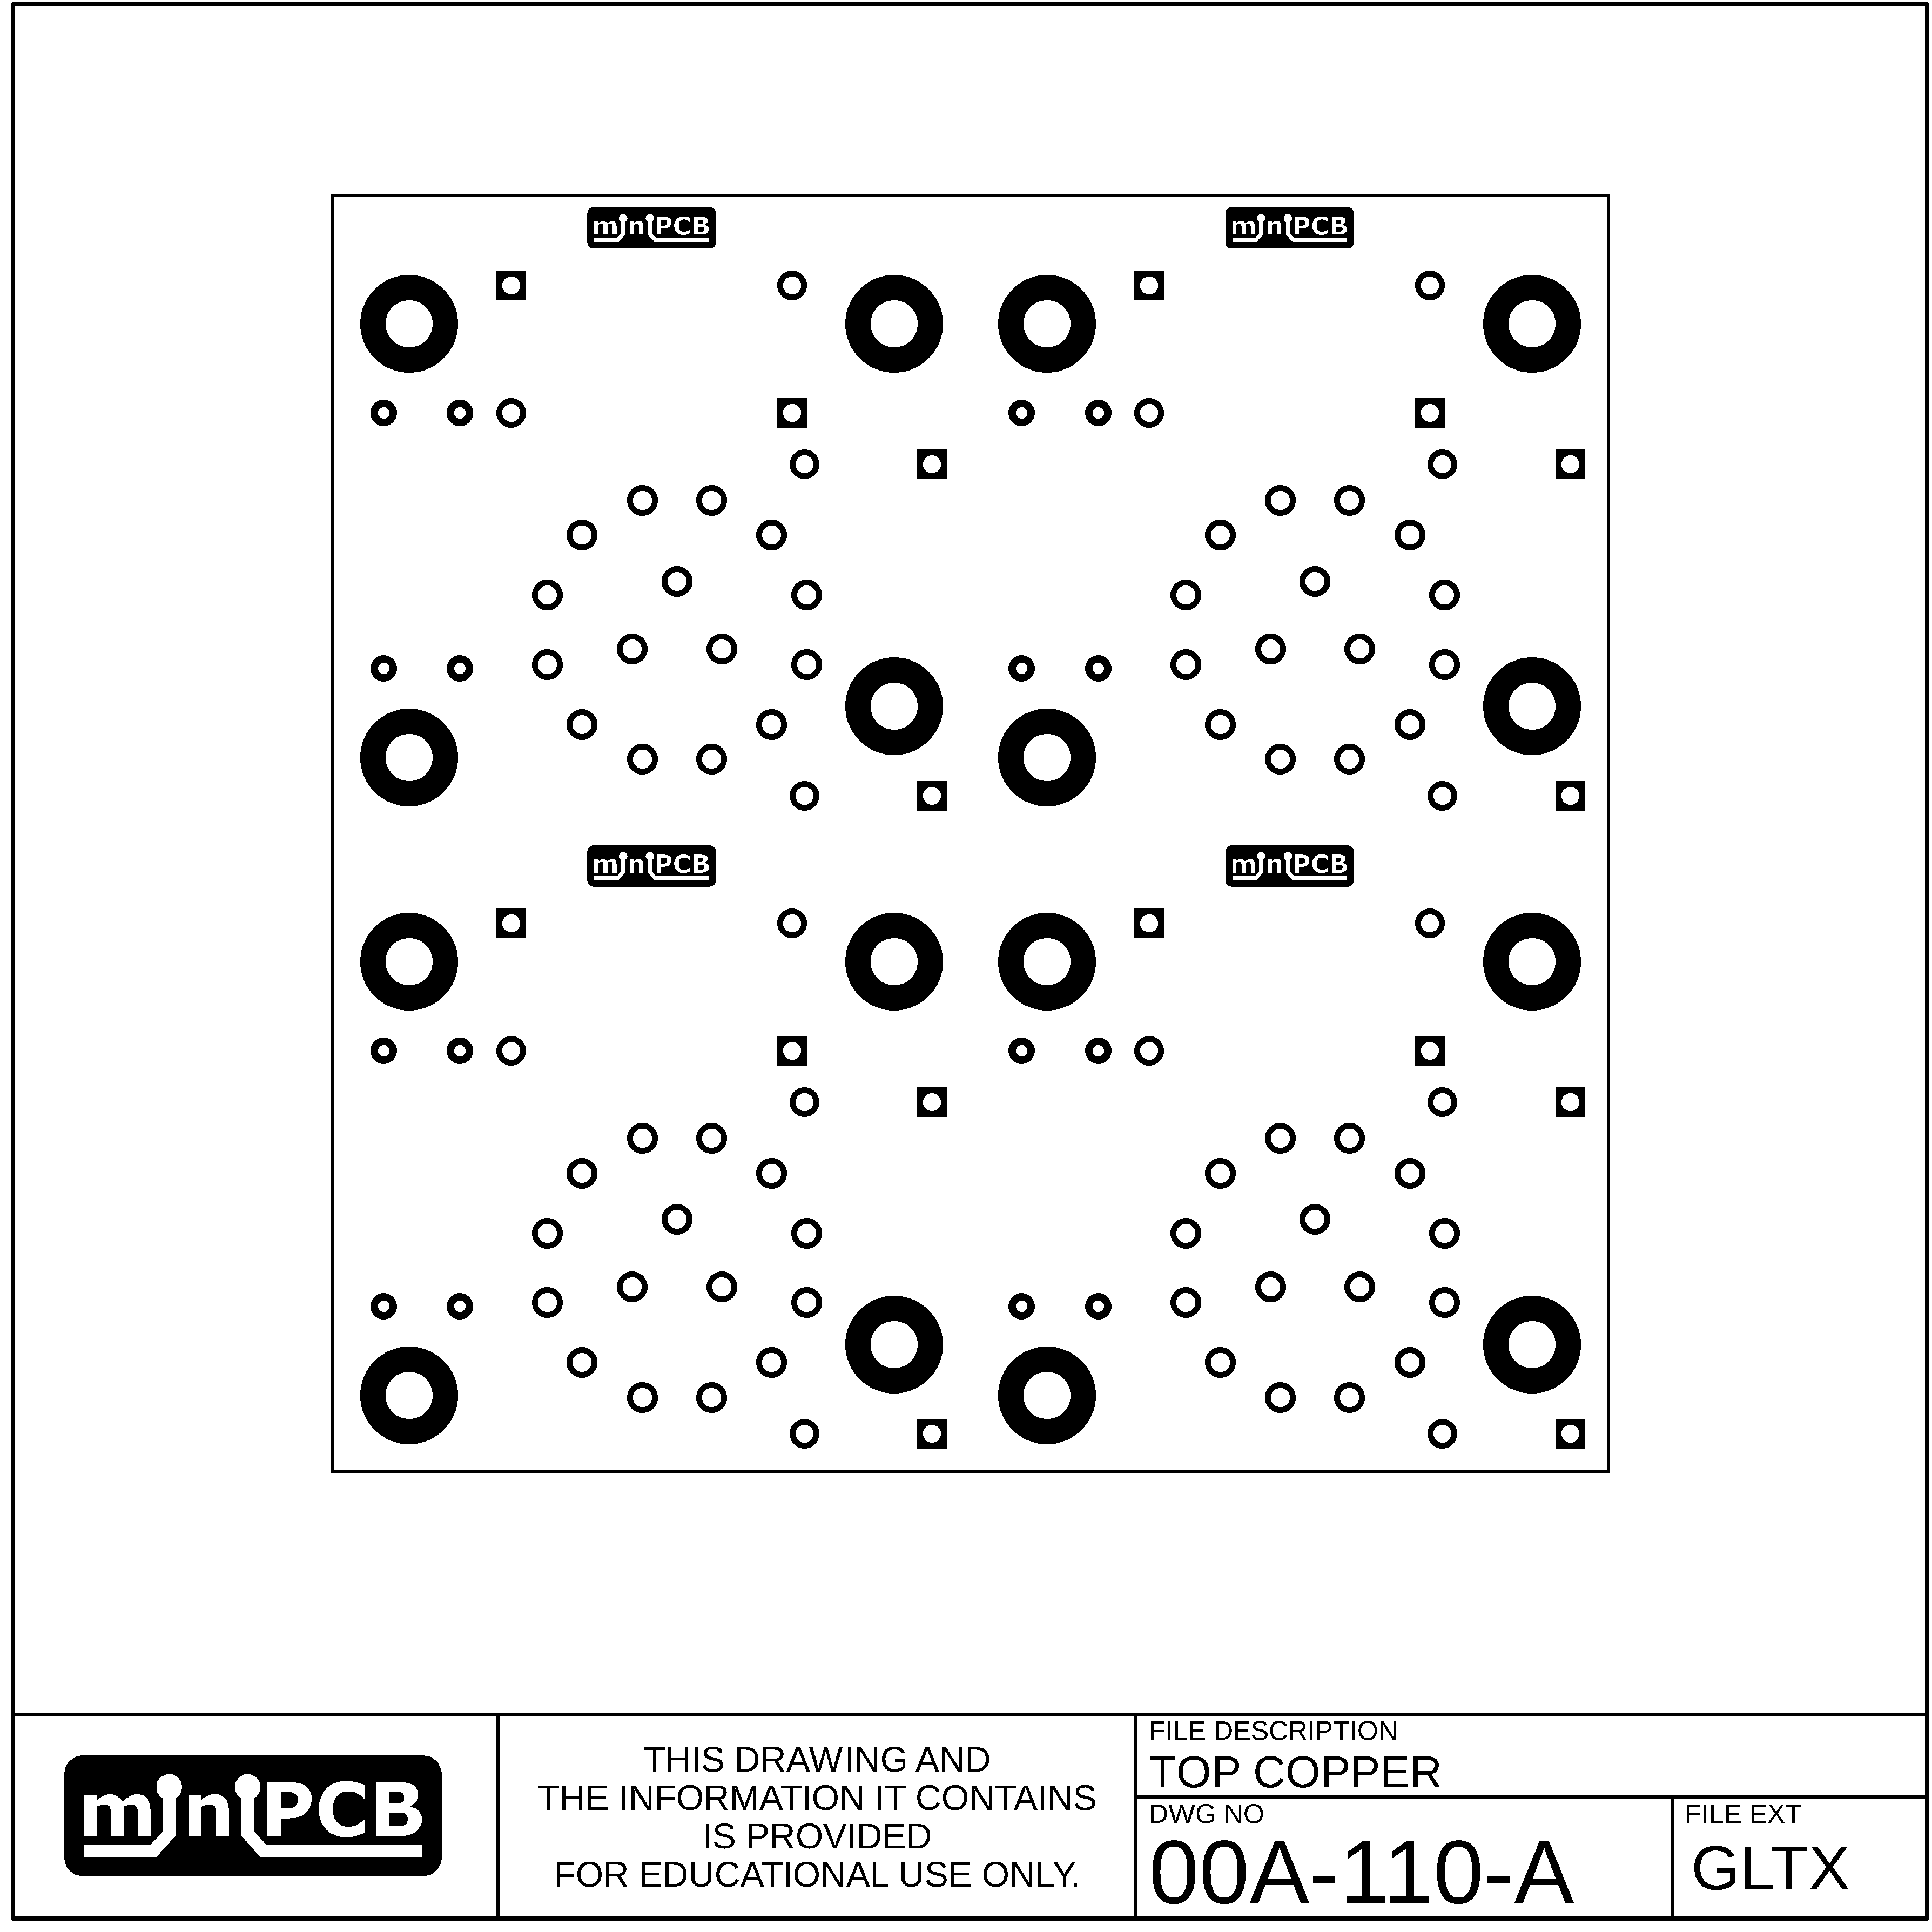 miniPCB
miniPCB
miniPCB
miniPCB
miniPCB
THIS DRAWING AND
THE INFORMATION IT CONTAINS
IS PROVIDED
FOR EDUCATIONAL USE ONLY.
FILE DESCRIPTION
TOP COPPER
DWG NO
00A-110-A
FILE EXT
GLTX